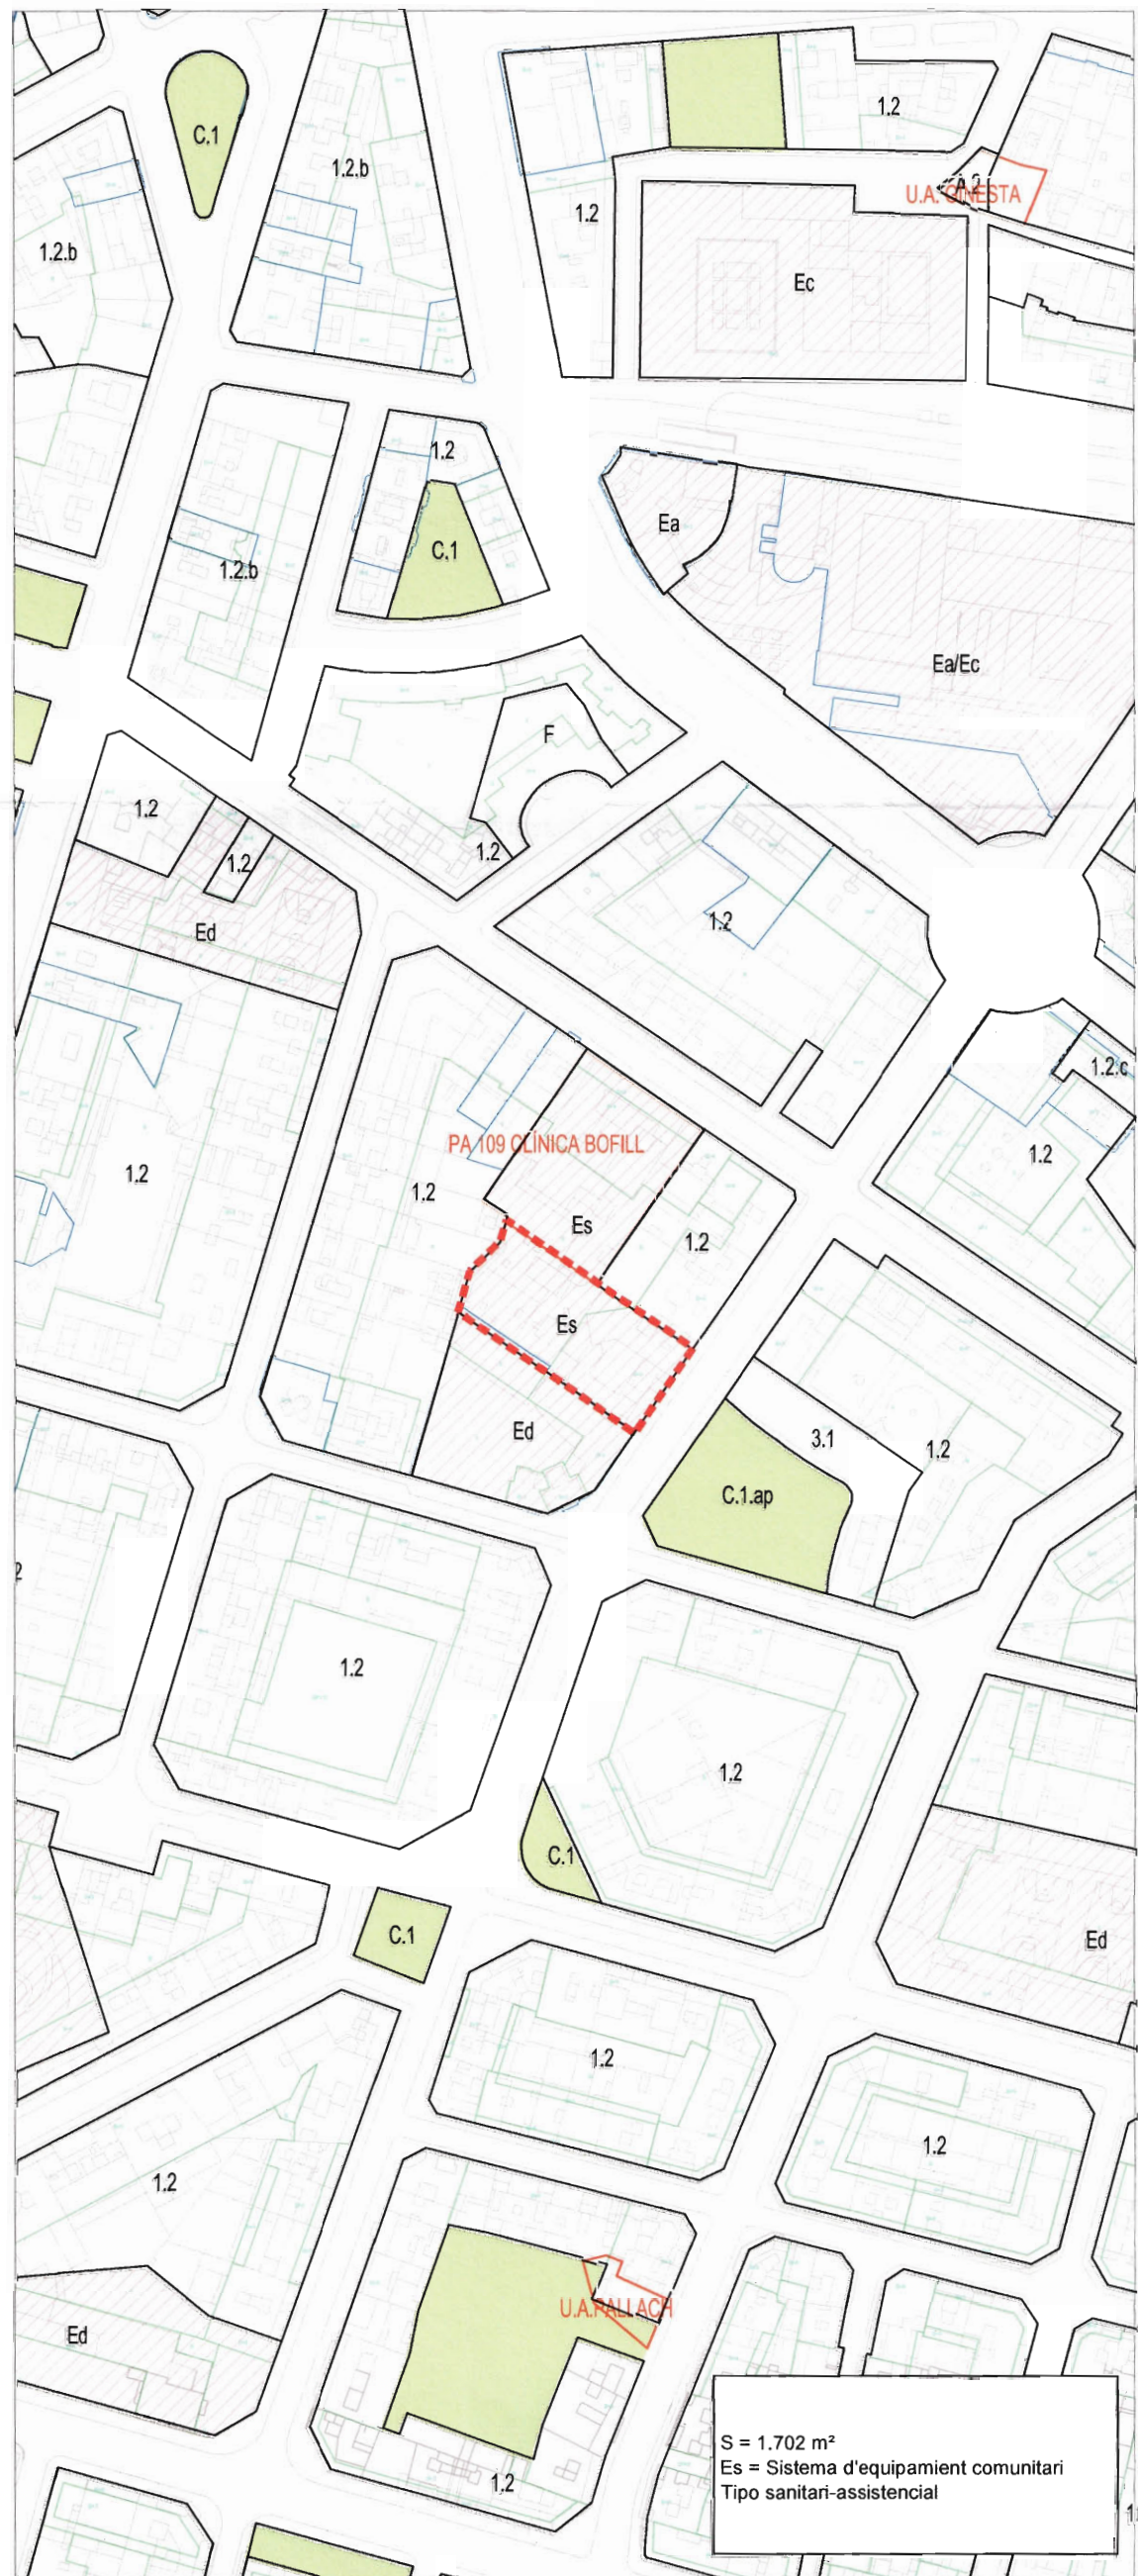 C.1
1.2.b
1.2
1.2
1.2.b
U.A. GINESTA
Ec
1.2
Ea
C.1
1.2.b
Ea/Ec
F
1.2
1.2
1.2
1.2
Ed
1.2.c
PA 109 CLÍNICA BOFILL
1.2
1.2
1.2
Es
1.2
Es
Ed
3.1
1.2
C.1.ap
1.2
1.2
C.1
C.1
Ed
1.2
1.2
1.2
U.A.PALLACH
Ed
1.2
S = 1.702 m²
Es = Sistema d'equipamient comunitari
Tipo sanitari-assistencial